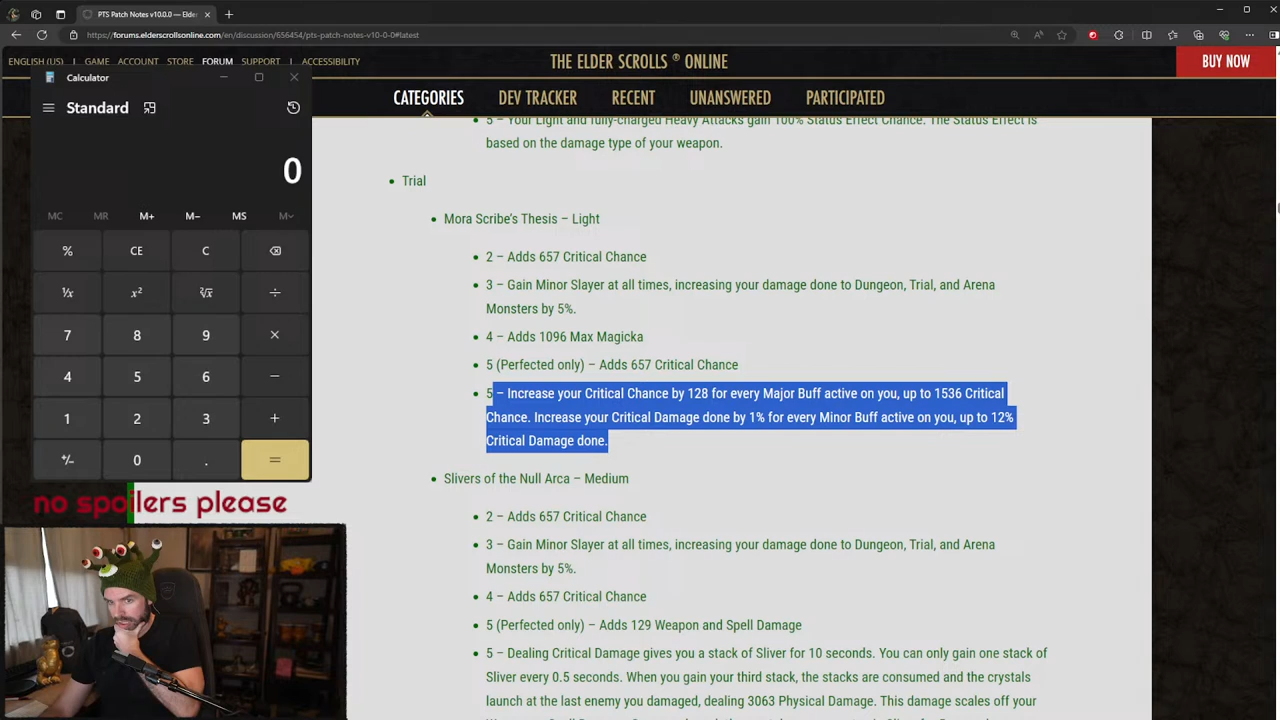 PTS Patch Notes v10.0.0 — Elder
https://forums.elderscrollsonline.com/en/discussion/656454/pts-patch-notes-v10-0-0#latest
ENGLISH (US) | GAME ACCOUNT STORE FORUM SUPPORT | ACCESSIBILITY
THE ELDER SCROLLS ® ONLINE
BUY NOW
CATEGORIES DEV TRACKER RECENT UNANSWERED PARTICIPATED
Calculator
Standard
0
MC MR M+ M− MS M˅
% CE C
¹/x x² ²√x ÷
7 8 9 ×
4 5 6 −
1 2 3 +
+/− 0 . =
no spoilers please
5 – Your Light and fully-charged Heavy Attacks gain 100% Status Effect Chance. The Status Effect is
based on the damage type of your weapon.
Trial
Mora Scribe's Thesis – Light
2 – Adds 657 Critical Chance
3 – Gain Minor Slayer at all times, increasing your damage done to Dungeon, Trial, and Arena
Monsters by 5%.
4 – Adds 1096 Max Magicka
5 (Perfected only) – Adds 657 Critical Chance
5 – Increase your Critical Chance by 128 for every Major Buff active on you, up to 1536 Critical
Chance. Increase your Critical Damage done by 1% for every Minor Buff active on you, up to 12%
Critical Damage done.
Slivers of the Null Arca – Medium
2 – Adds 657 Critical Chance
3 – Gain Minor Slayer at all times, increasing your damage done to Dungeon, Trial, and Arena
Monsters by 5%.
4 – Adds 657 Critical Chance
5 (Perfected only) – Adds 129 Weapon and Spell Damage
5 – Dealing Critical Damage gives you a stack of Sliver for 10 seconds. You can only gain one stack of
Sliver every 0.5 seconds. When you gain your third stack, the stacks are consumed and the crystals
launch at the last enemy you damaged, dealing 3063 Physical Damage. This damage scales off your